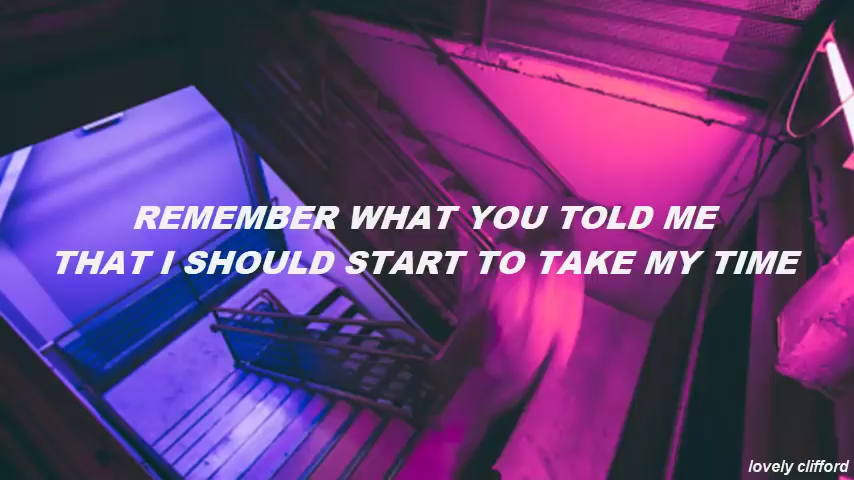 REMEMBER WHAT YOU TOLD ME
THAT I SHOULD START TO TAKE MY TIME
lovely clifford